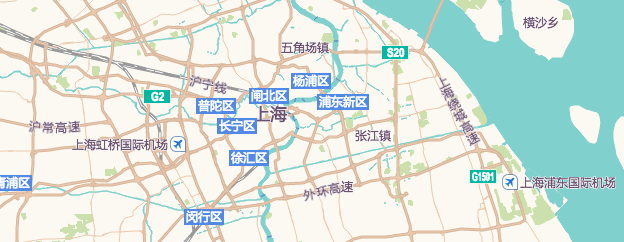 横沙乡
五角场镇
S20
沪宁线
杨浦区
闸北区
G2
普陀区
浦东新区
上海
长宁区
上海绕城高速
沪常高速
张江镇
上海虹桥国际机场
徐汇区
G1501
青浦区
上海浦东国际机场
外环高速
闵行区